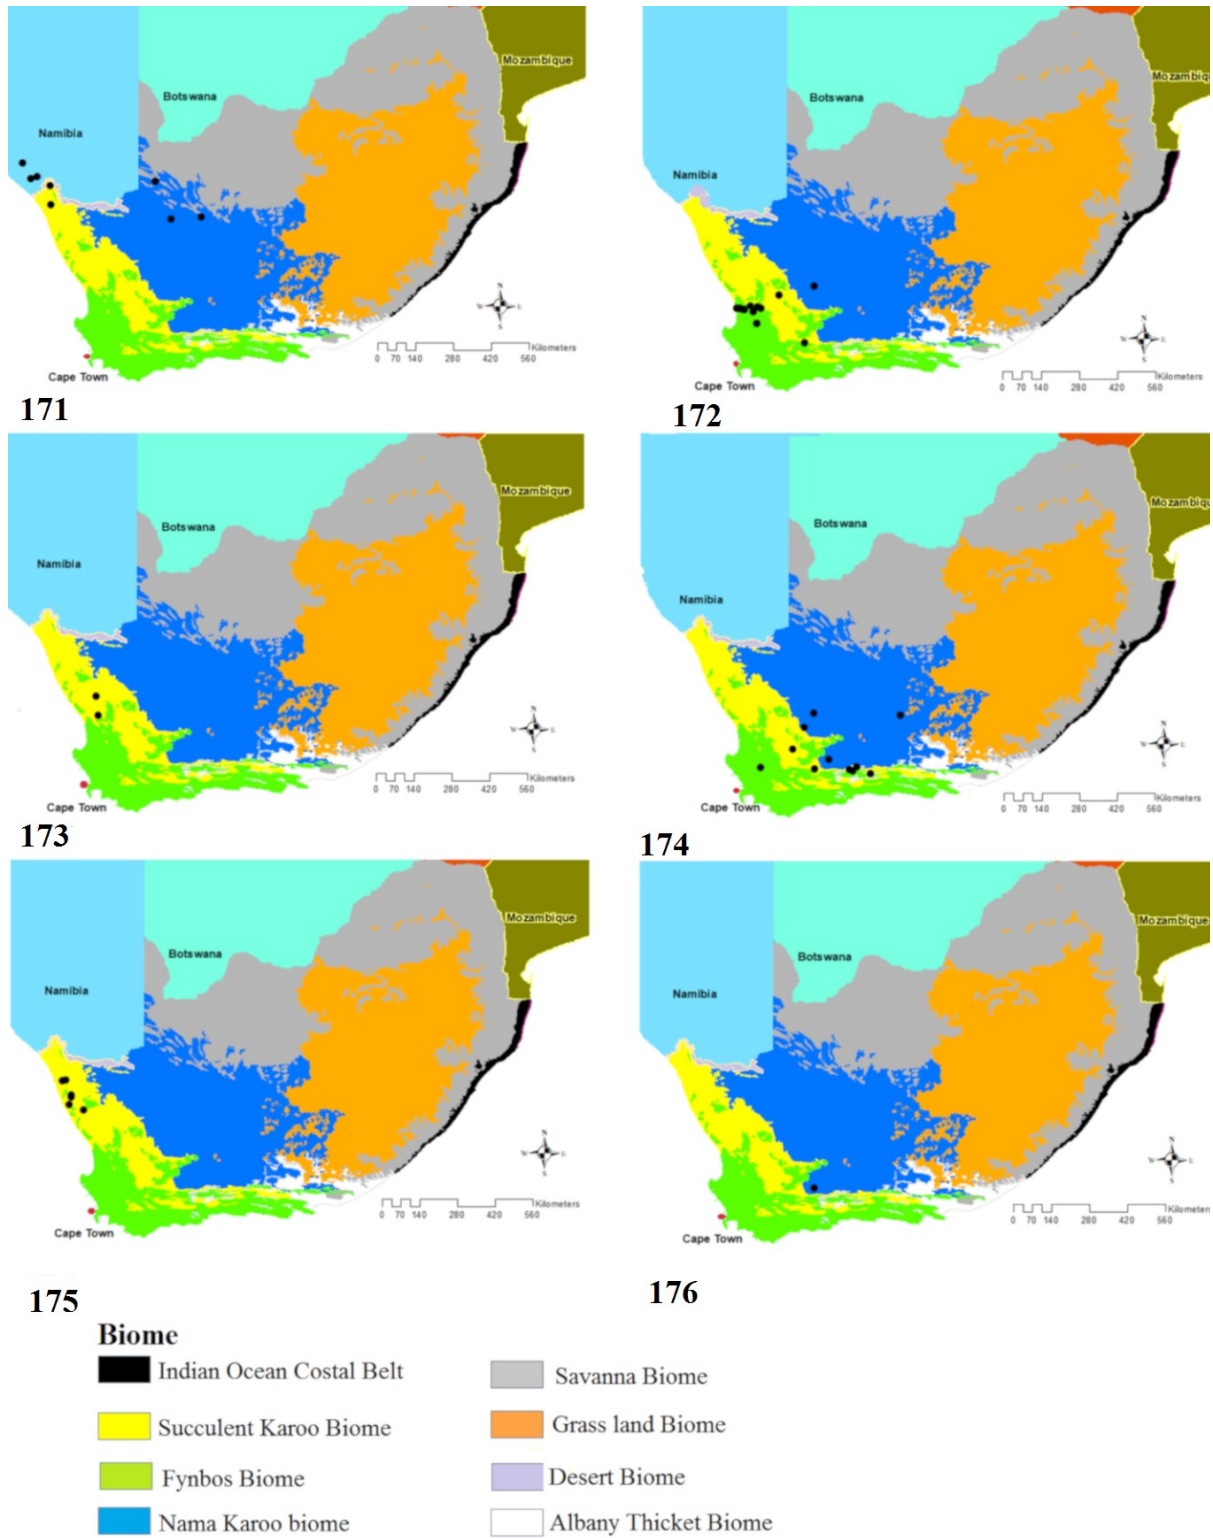 Mozambique
Botswana
Namibia
N
W E
S
Kilometers
0 70 140 280 420 560
Cape Town
171
Mozambiqu
Botswana
Namibia
N
W E
S
Kilometers
0 70 140 280 420 560
Cape Town
172
Mozambique
Botswana
Namibia
N
W E
S
Kilometers
0 70 140 280 420 560
Cape Town
173
Mozambiqu
Botswana
Namibia
N
W E
S
Kilometers
0 70 140 280 420 560
Cape Town
174
Mozambique
Botswana
Namibia
N
W E
S
Kilometers
0 70 140 280 420 560
Cape Town
175
Mozambique
Botswana
Namibia
N
W E
S
Kilometers
0 70 140 280 420 560
Cape Town
176
Biome
Indian Ocean Costal Belt
Savanna Biome
Succulent Karoo Biome
Grass land Biome
Fynbos Biome
Desert Biome
Nama Karoo biome
Albany Thicket Biome